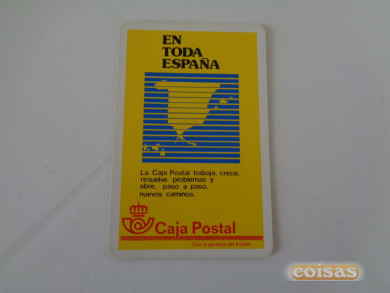 EN
TODA
ESPAÑA
La Caja Postal trabaja, crece,
resuelve problemas y
abre, paso a paso,
nuevos caminos.
Caja Postal
Con la garantía del Estado
coisas